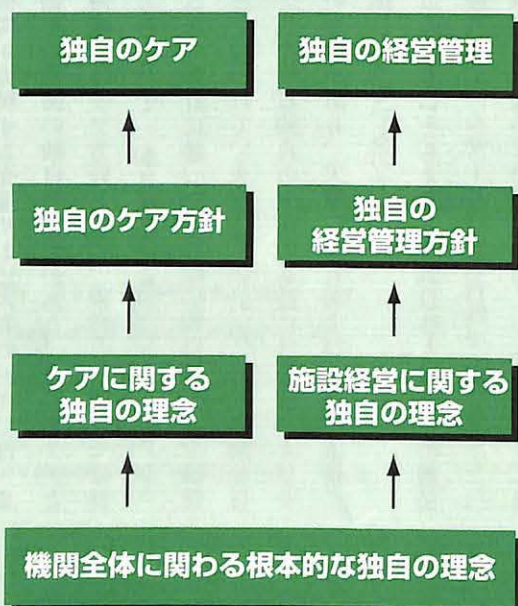 独自のケア
独自の経営管理
独自のケア方針
独自の
経営管理方針
ケアに関する
独自の理念
施設経営に関する
独自の理念
機関全体に関わる根本的な独自の理念